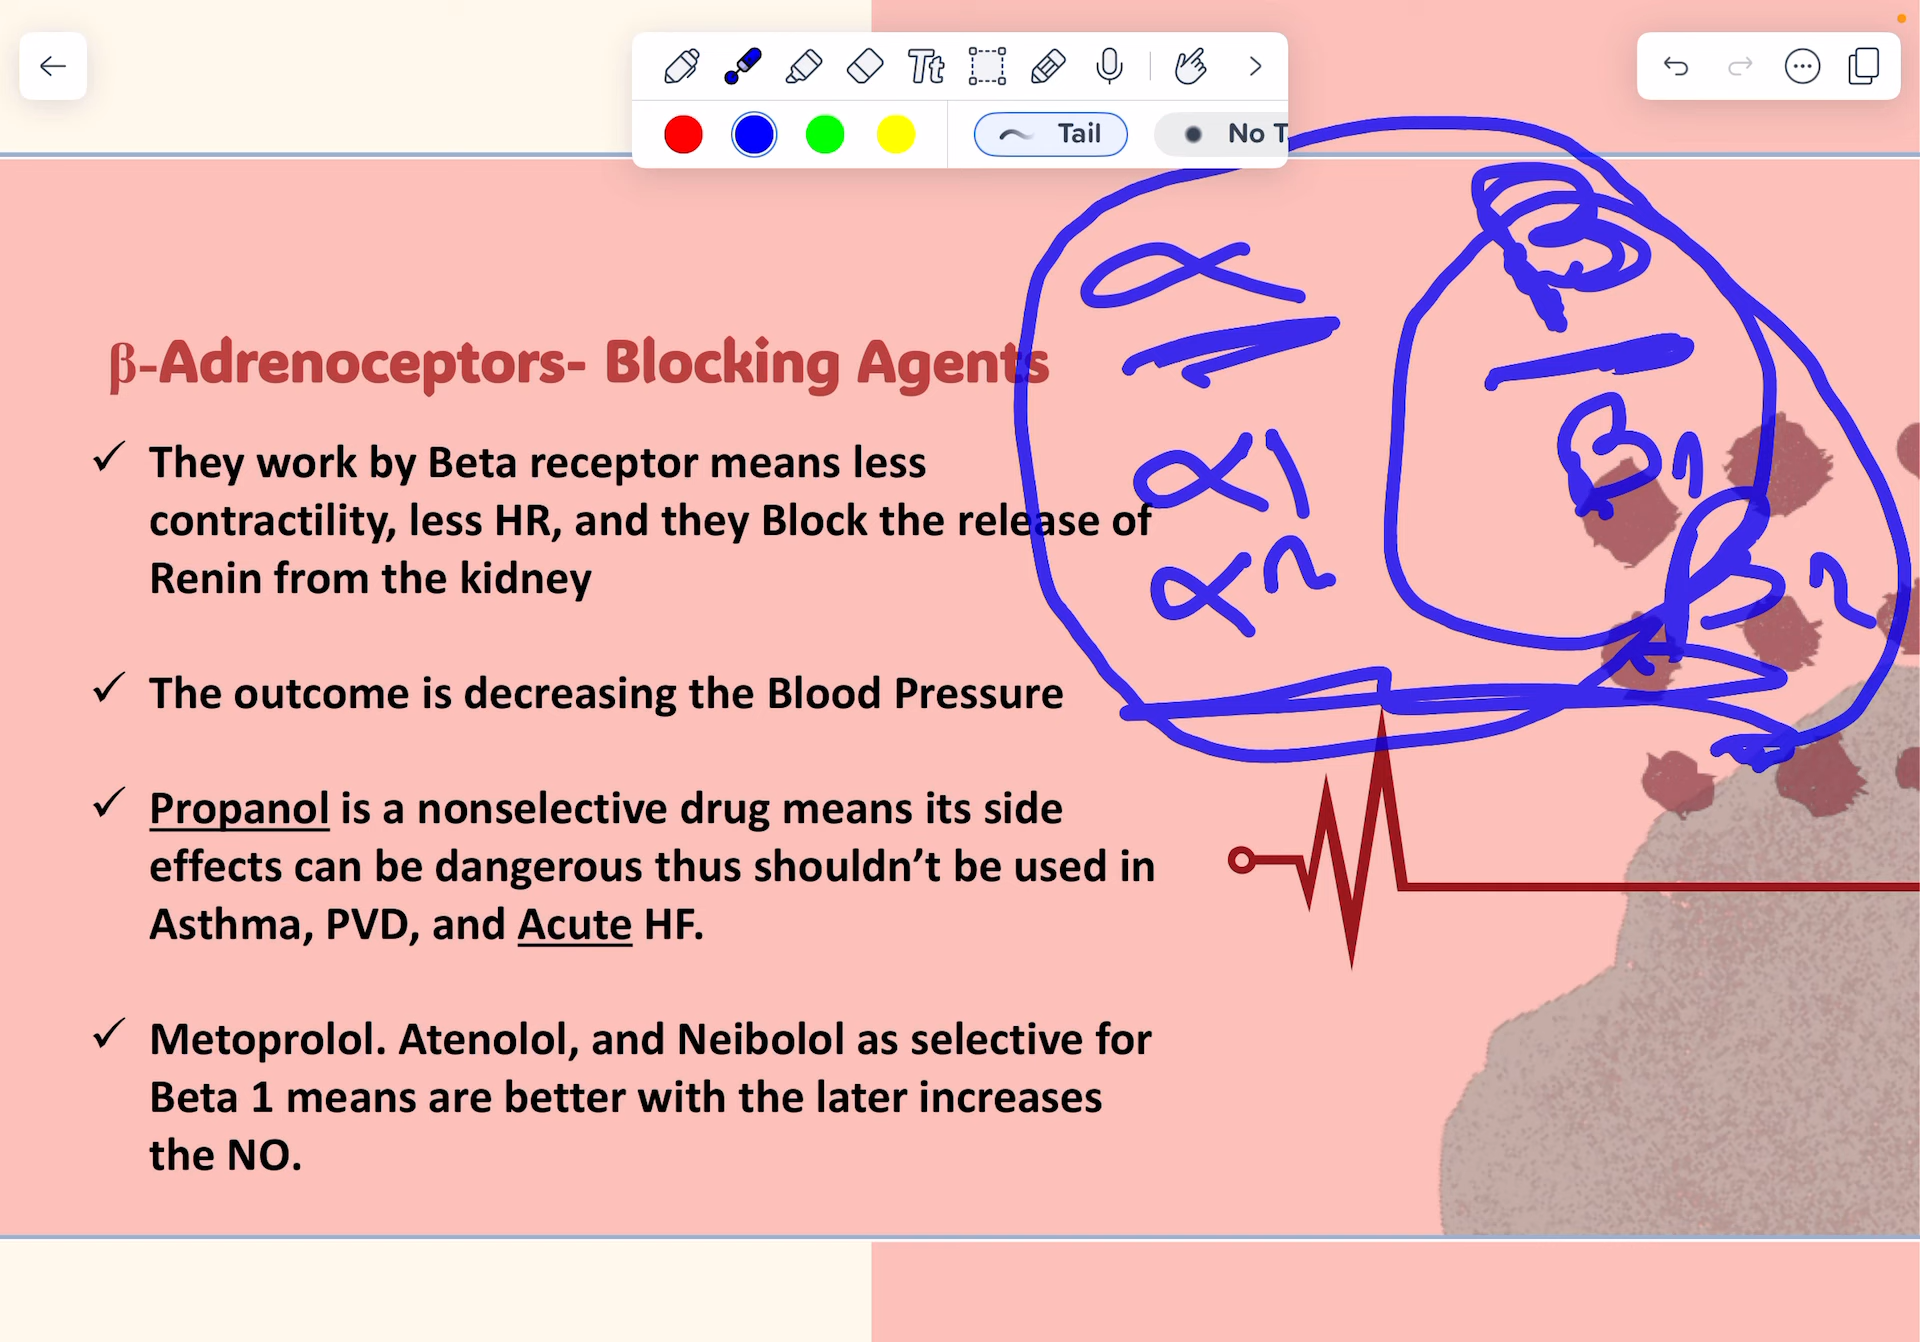 Tt
Tail
No T
β-Adrenoceptors- Blocking Agents
✓ They work by Beta receptor means less
contractility, less HR, and they Block the release of
Renin from the kidney
✓ The outcome is decreasing the Blood Pressure
✓ Propanol is a nonselective drug means its side
effects can be dangerous thus shouldn't be used in
Asthma, PVD, and Acute HF.
✓ Metoprolol. Atenolol, and Neibolol as selective for
Beta 1 means are better with the later increases
the NO.
α
α1
α2
β
β1
β2